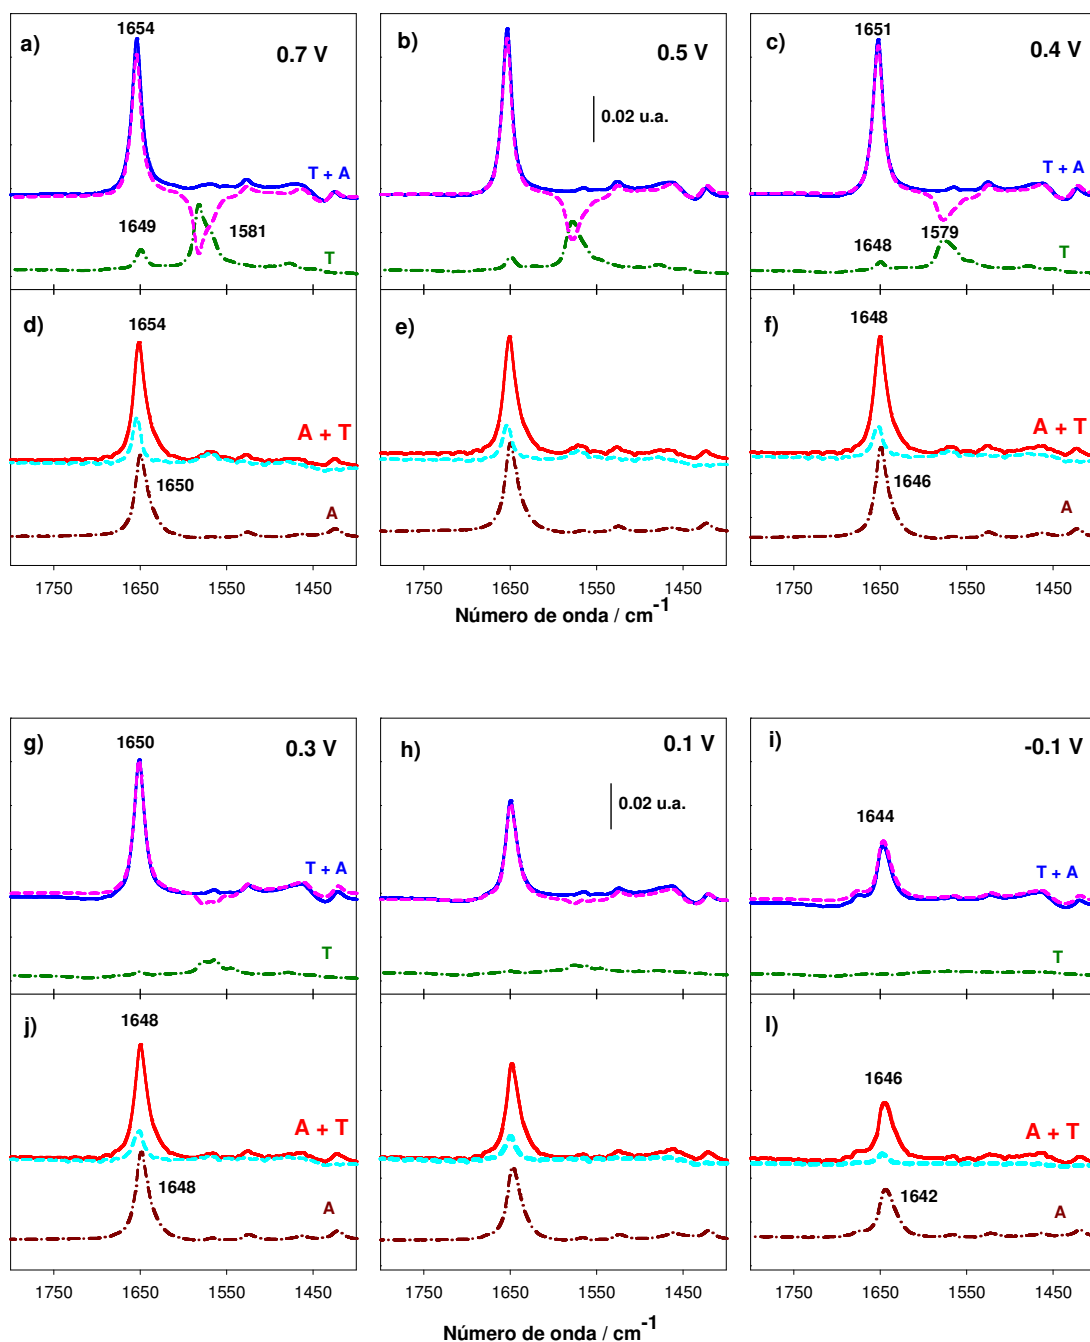 a)
1654
0.7 V
T + A
1649
1581
T
b)
0.5 V
0.02 u.a.
c)
1651
0.4 V
T + A
1648
1579
T
d)
1654
A + T
1650
A
e)
f)
1648
A + T
1646
A
1750 1650 1550 1450
1750 1650 1550 1450
1750 1650 1550 1450
Número de onda / cm-1
g)
1650
0.3 V
T + A
T
h)
0.1 V
0.02 u.a.
i)
-0.1 V
1644
T + A
T
j)
1648
A + T
1648
A
l)
1646
A + T
1642
A
1750 1650 1550 1450
1750 1650 1550 1450
1750 1650 1550 1450
Número de onda / cm-1